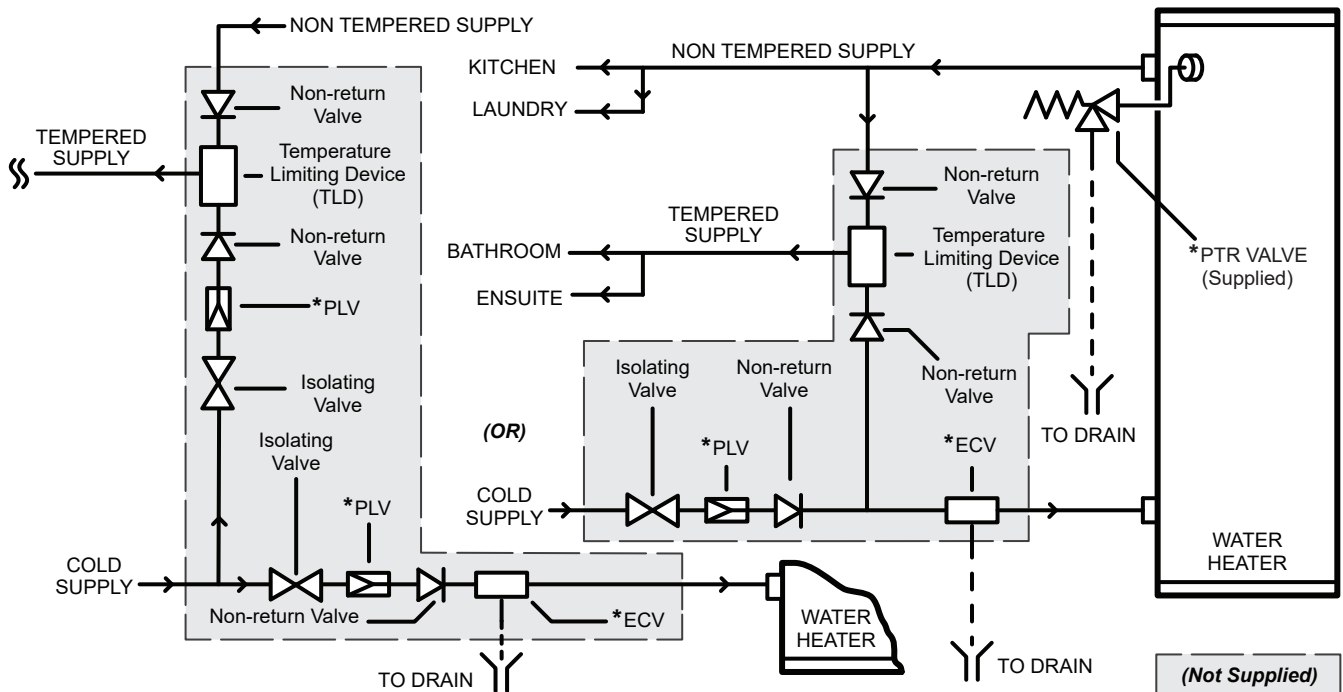 NON TEMPERED SUPPLY
Non-return
Valve
TEMPERED
SUPPLY
Temperature
Limiting Device
(TLD)
Non-return
Valve
*PLV
Isolating
Valve
Isolating
Valve
*PLV
COLD
SUPPLY
Non-return Valve
*ECV
TO DRAIN
WATER
HEATER
(OR)
KITCHEN
NON TEMPERED SUPPLY
LAUNDRY
Non-return
Valve
BATHROOM
TEMPERED
SUPPLY
ENSUITE
Temperature
Limiting Device
(TLD)
Isolating
Valve
Non-return
Valve
Non-return
Valve
*PLV
*ECV
COLD
SUPPLY
TO DRAIN
*PTR VALVE
(Supplied)
TO DRAIN
WATER
HEATER
(Not Supplied)